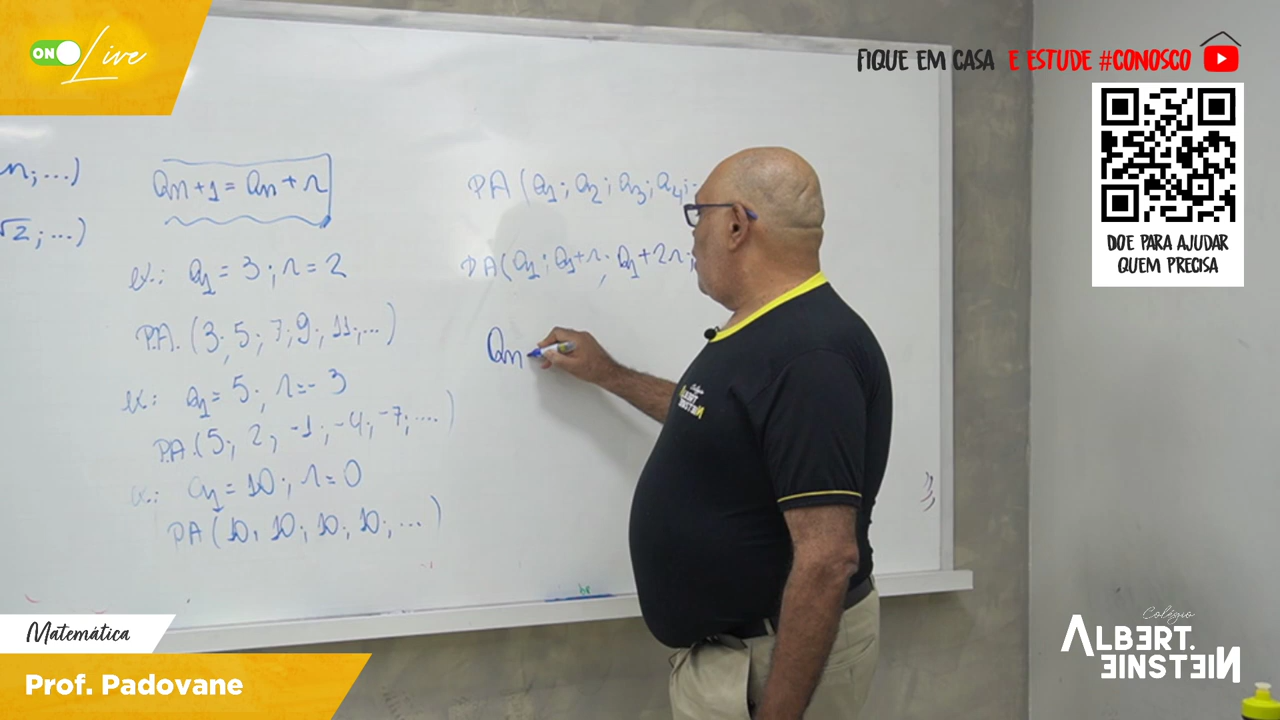 ON Live
FIQUE EM CASA E ESTUDE #CONOSCO
DOE PARA AJUDAR
QUEM PRECISA
n; ...)
√2; ...)
an+1 = an + r
ex.: a1 = 3; r = 2
P.A. (3; 5; 7; 9; 11; ...)
ex: a1 = 5; r = -3
P.A. (5; 2; -1; -4; -7; ....)
ex: a1 = 10; r = 0
PA (10; 10; 10; 10; ...)
PA (a1; a2; a3; a4;
PA (a1; a1+r; a1+2r;
an
Colégio
ALBERT EINSTEIN
Colégio
ALBERT.
EINSTEIN
Matemática
Prof. Padovane